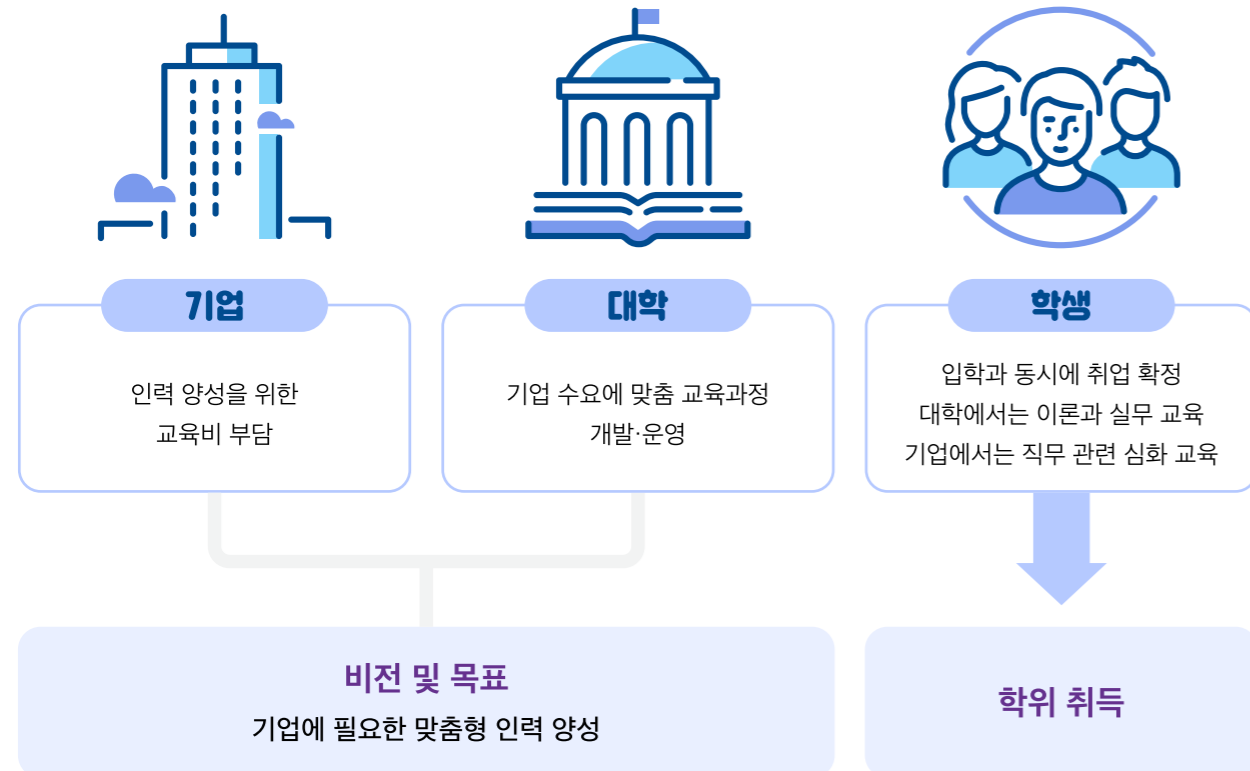 기업
인력 양성을 위한
교육비 부담
대학
기업 수요에 맞춤 교육과정
개발·운영
학생
입학과 동시에 취업 확정
대학에서는 이론과 실무 교육
기업에서는 직무 관련 심화 교육
비전 및 목표
기업에 필요한 맞춤형 인력 양성
학위 취득